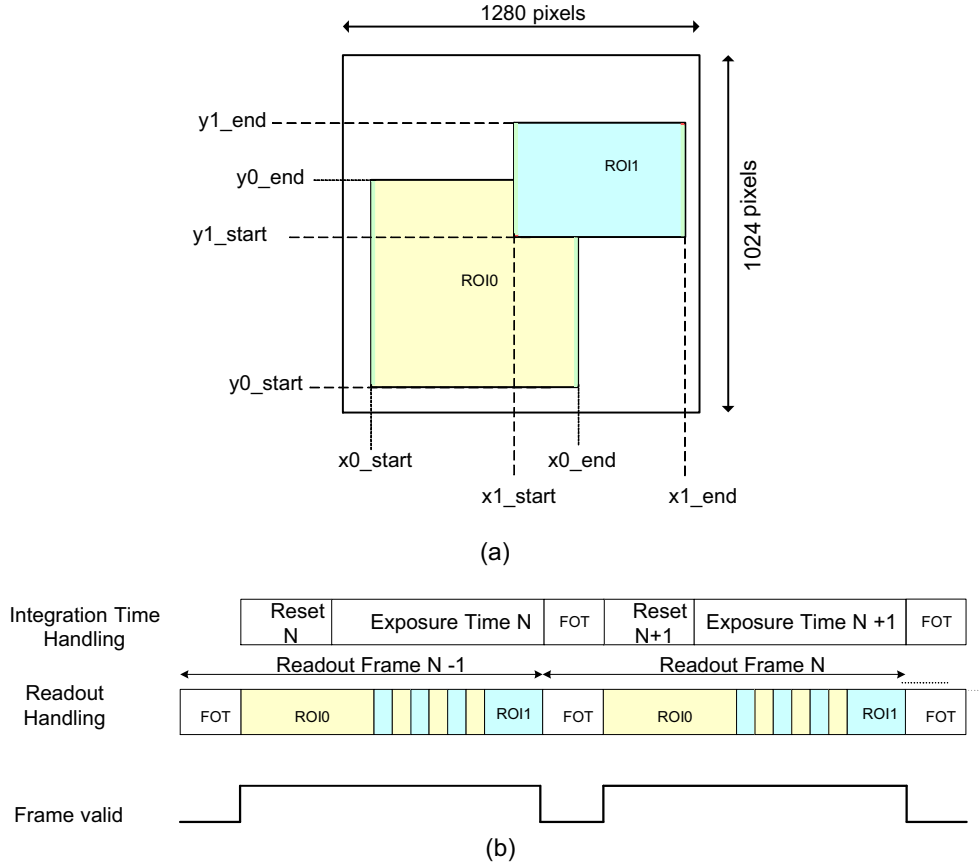 1280 pixels
y1_end
ROI1
y0_end
1024 pixels
y1_start
ROI0
y0_start
x0_start
x0_end
x1_start
x1_end
(a)
Integration Time
Handling
Reset
N
Exposure Time N
FOT
Reset
N+1
Exposure Time N +1
FOT
Readout Frame N -1
Readout Frame N
Readout
Handling
FOT
ROI0
ROI1
FOT
ROI0
ROI1
FOT
Frame valid
(b)